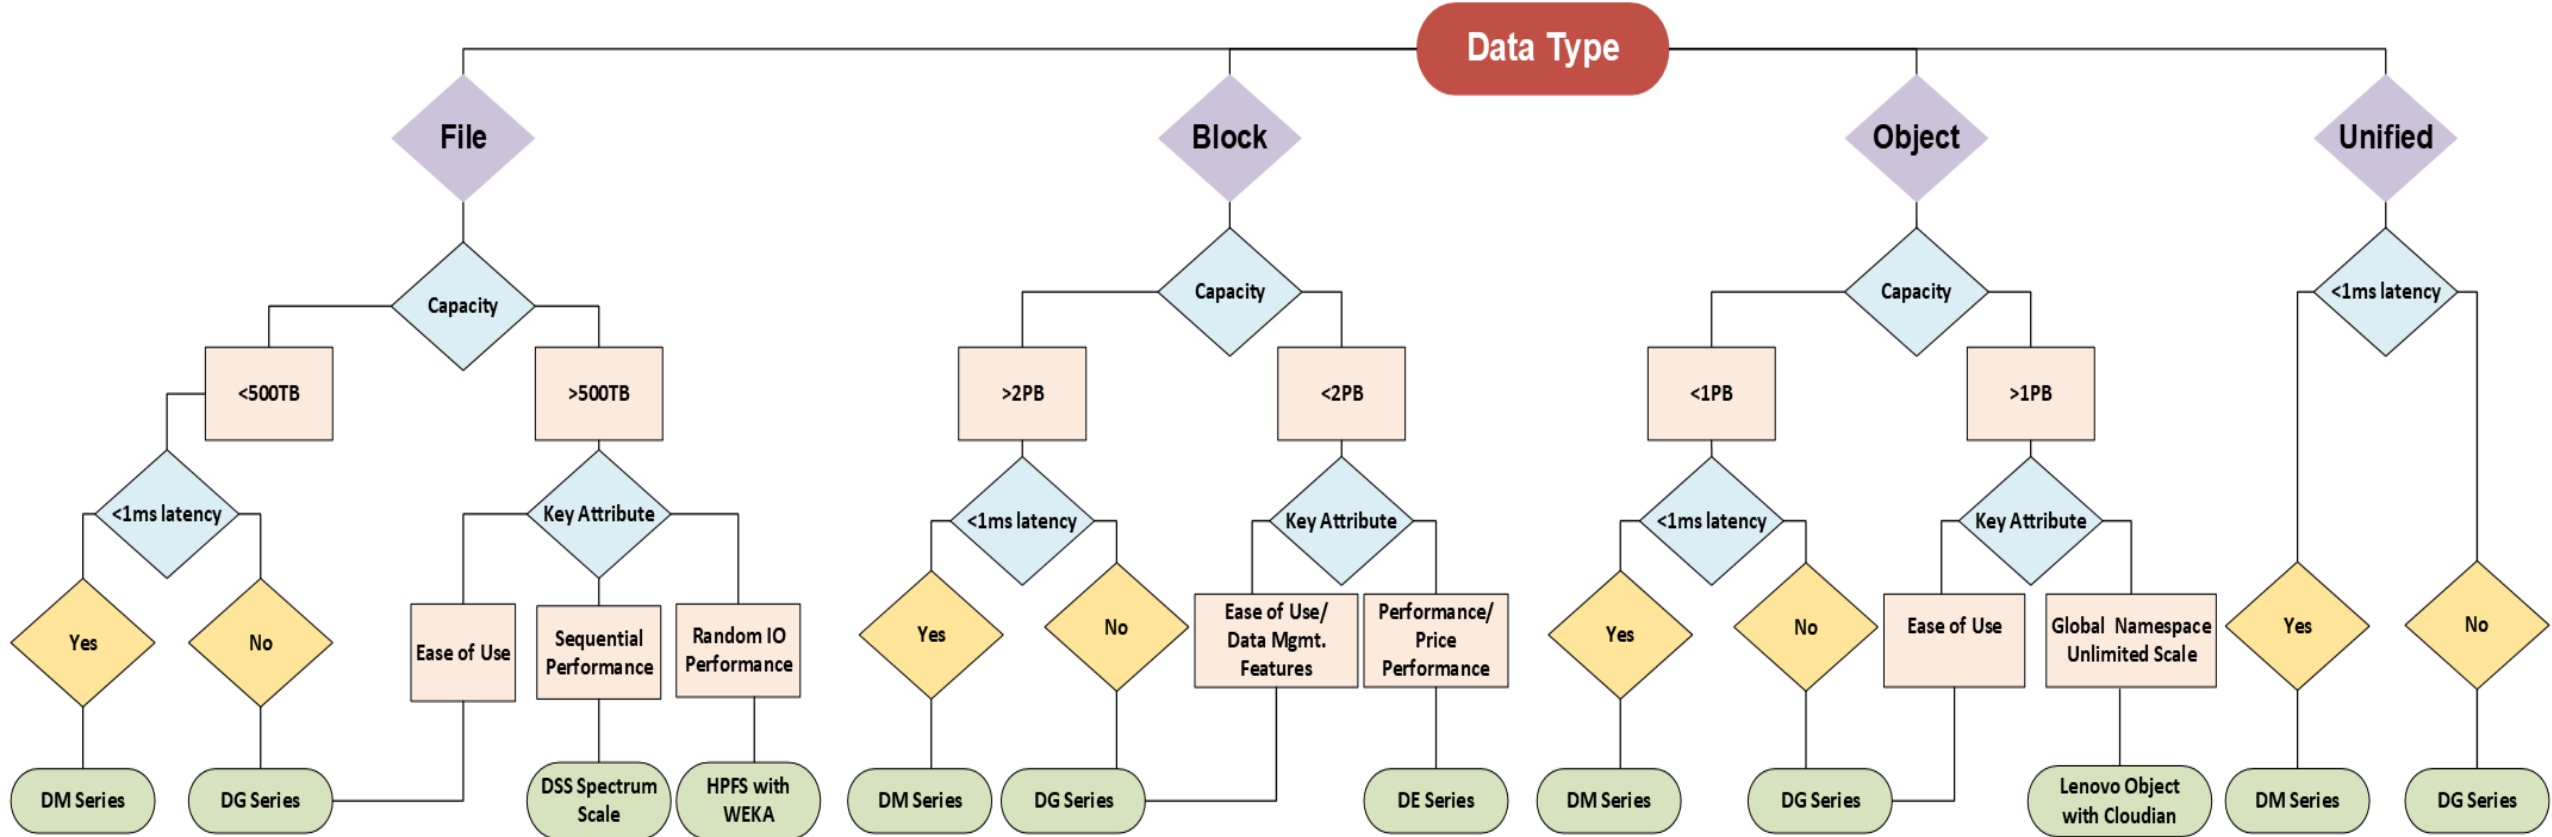 Data Type
File
Block
Object
Unified
Capacity
Capacity
Capacity
<1ms latency
<500TB
>500TB
>2PB
<2PB
<1PB
>1PB
<1ms latency
Key Attribute
<1ms latency
Key Attribute
<1ms latency
Key Attribute
Yes
No
Ease of Use
Sequential
Performance
Random IO
Performance
Yes
No
Ease of Use/
Data Mgmt.
Features
Performance/
Price
Performance
Yes
No
Ease of Use
Global Namespace
Unlimited Scale
Yes
No
DM Series
DG Series
DSS Spectrum
Scale
HPFS with
WEKA
DM Series
DG Series
DE Series
DM Series
DG Series
Lenovo Object
with Cloudian
DM Series
DG Series